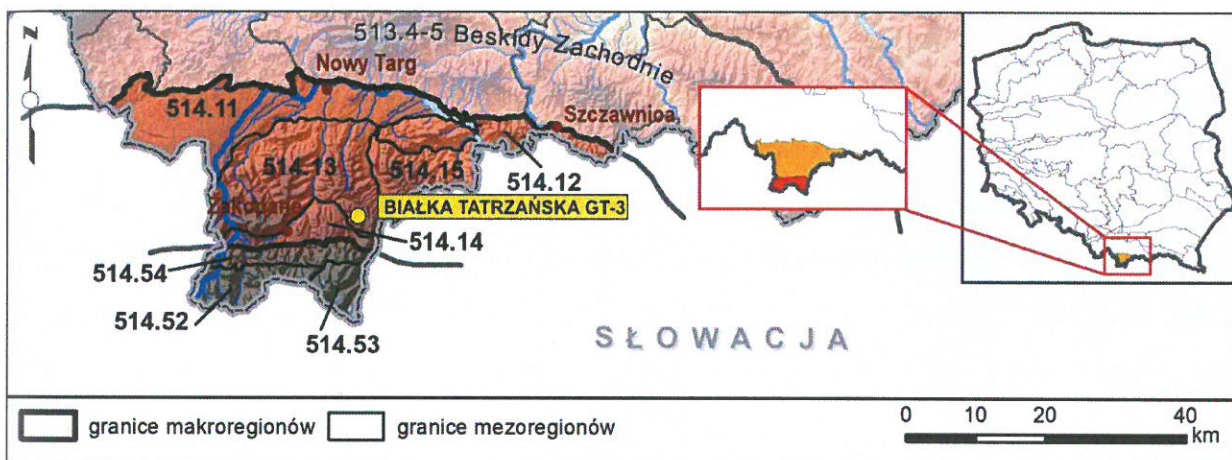 513.4-5 Beskidy Zachodnie
N
Nowy Targ
514.11
Szczawnica
514.13
514.15
514.12
Zakopane
BIAŁKA TATRZAŃSKA GT-3
514.14
514.54
514.52
514.53
SŁOWACJA
granice makroregionów
granice mezoregionów
0 10 20 40
km